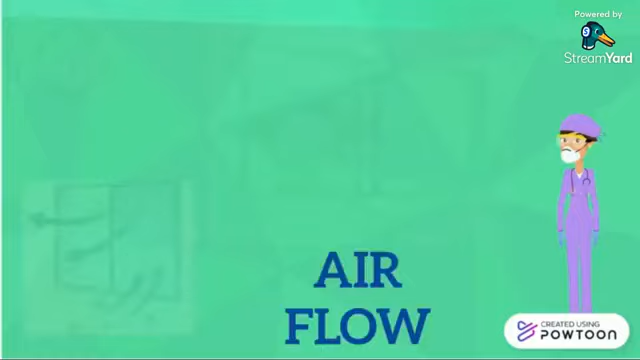 Powered by
StreamYard
AIR
FLOW
CREATED USING
POWTOON